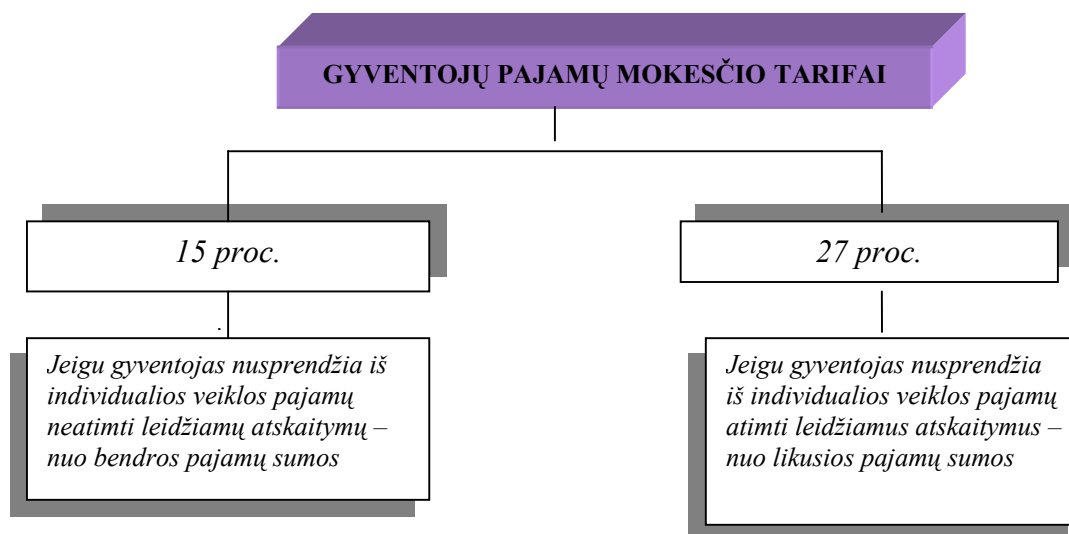 GYVENTOJŲ PAJAMŲ MOKESČIO TARIFAI
15 proc.
27 proc.
Jeigu gyventojas nusprendžia iš
individualios veiklos pajamų
neatimti leidžiamų atskaitymų –
nuo bendros pajamų sumos
Jeigu gyventojas nusprendžia
iš individualios veiklos pajamų
atimti leidžiamus atskaitymus –
nuo likusios pajamų sumos